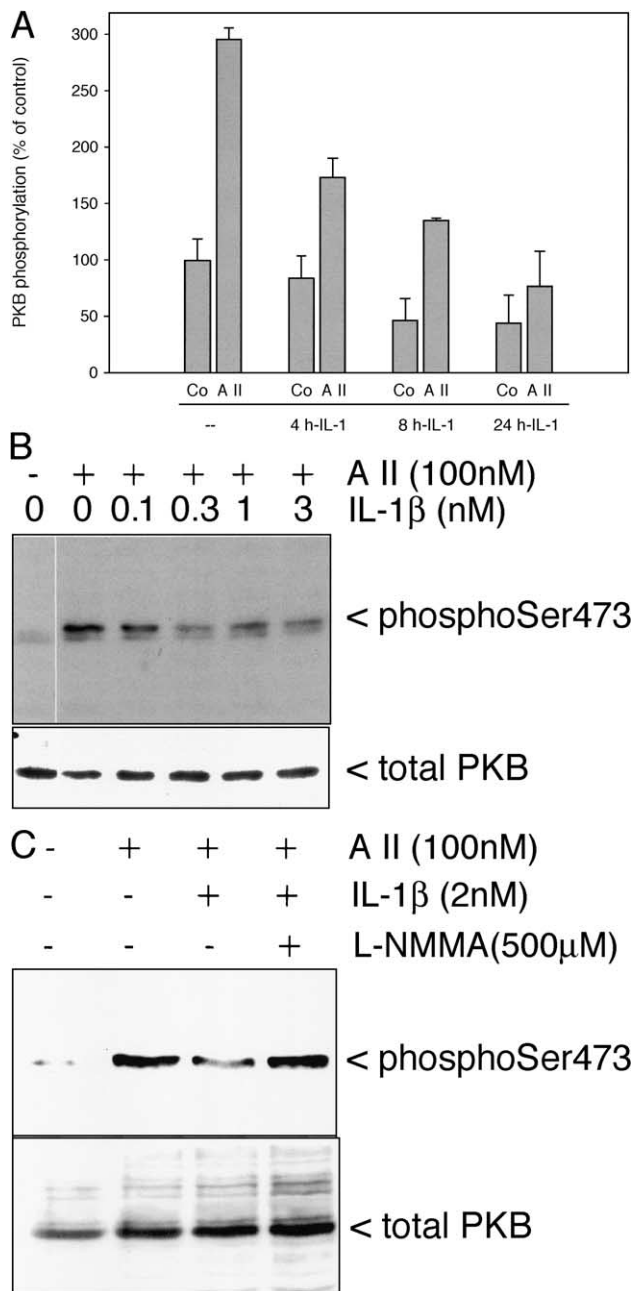 A
PKB phosphorylation (% of control)
300
250
200
150
100
50
0
Co A II Co A II Co A II Co A II
-- 4 h-IL-1 8 h-IL-1 24 h-IL-1
B
- + + + + + A II (100nM)
0 0 0.1 0.3 1 3 IL-1β (nM)
< phosphoSer473
< total PKB
C - + + + A II (100nM)
- - + + IL-1β (2nM)
- - - + L-NMMA(500µM)
< phosphoSer473
< total PKB